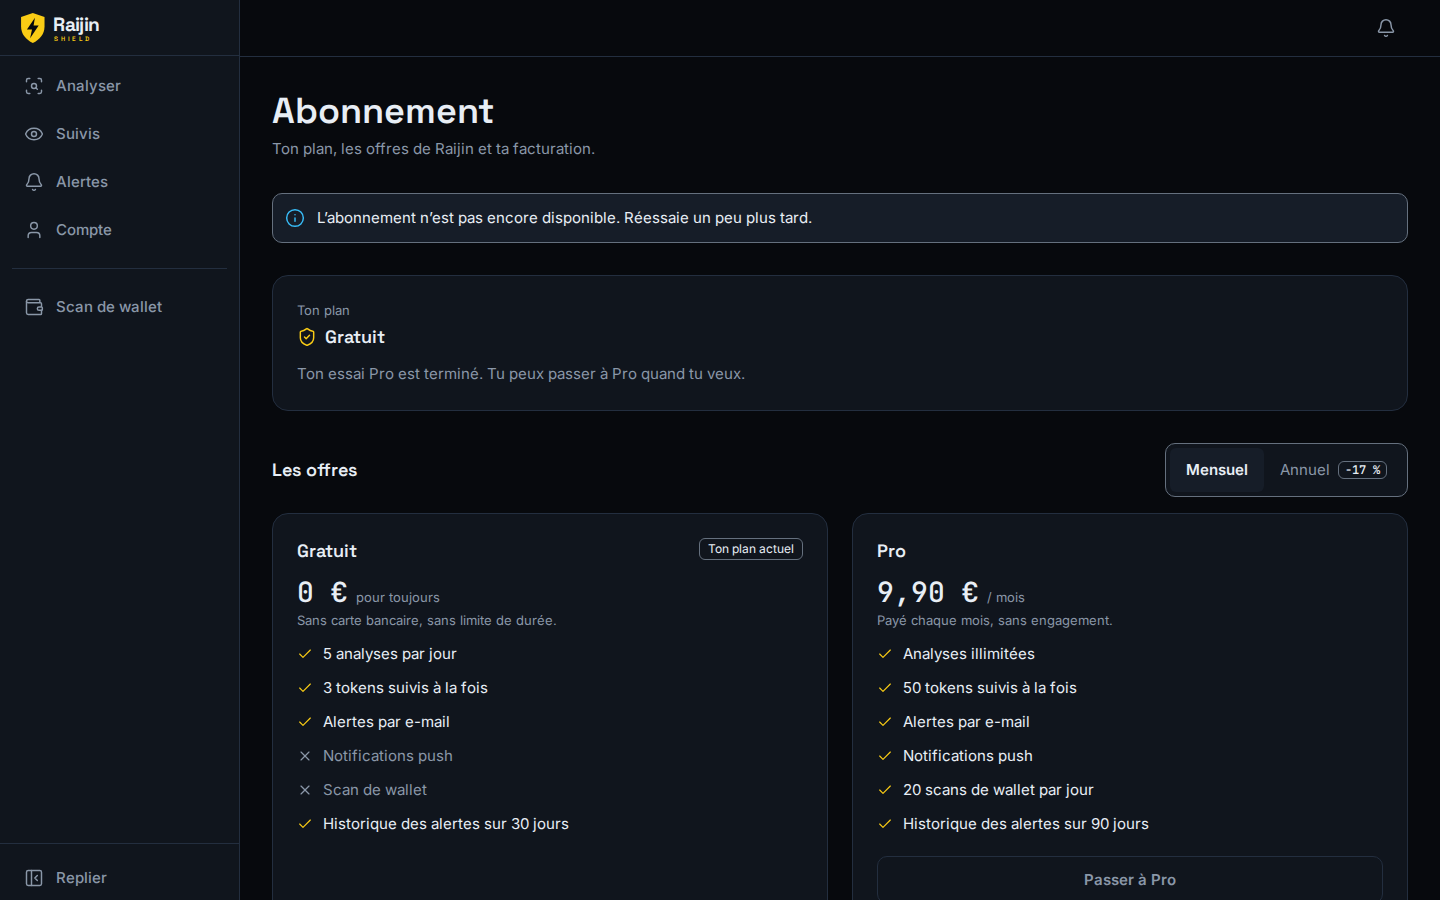 Raijin
SHIELD
Analyser
Suivis
Alertes
Compte
Scan de wallet
Replier
Abonnement
Ton plan, les offres de Raijin et ta facturation.
L’abonnement n’est pas encore disponible. Réessaie un peu plus tard.
Ton plan
Gratuit
Ton essai Pro est terminé. Tu peux passer à Pro quand tu veux.
Les offres
Mensuel Annuel -17 %
Gratuit Ton plan actuel
0 € pour toujours
Sans carte bancaire, sans limite de durée.
5 analyses par jour
3 tokens suivis à la fois
Alertes par e-mail
Notifications push
Scan de wallet
Historique des alertes sur 30 jours
Pro
9,90 € / mois
Payé chaque mois, sans engagement.
Analyses illimitées
50 tokens suivis à la fois
Alertes par e-mail
Notifications push
20 scans de wallet par jour
Historique des alertes sur 90 jours
Passer à Pro